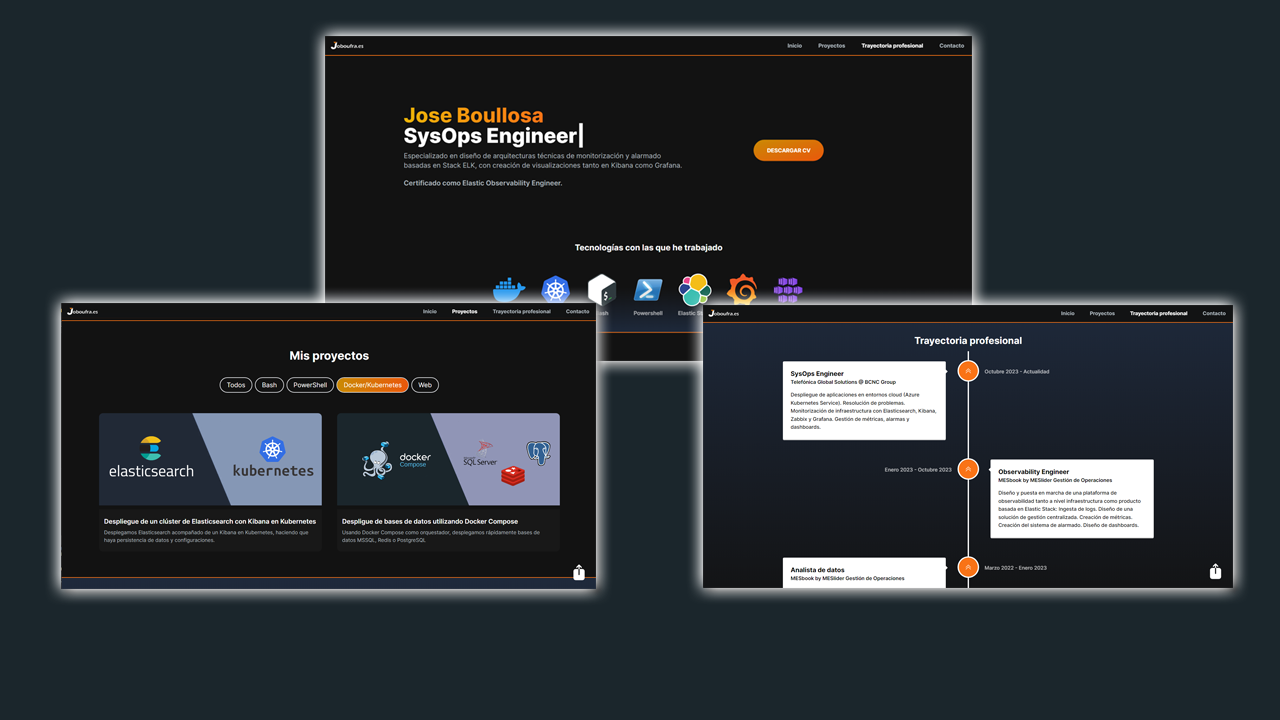 Joboufra.es
Inicio
Proyectos
Trayectoria profesional
Contacto
Jose Boullosa
SysOps Engineer|
Especializado en diseño de arquitecturas técnicas de monitorización y alarmado
basadas en Stack ELK, con creación de visualizaciones tanto en Kibana como Grafana.
Certificado como Elastic Observability Engineer.
DESCARGAR CV
Tecnologías con las que he trabajado
Powershell
Elastic
Joboufra.es
Inicio
Proyectos
Trayectoria profesional
Contacto
Mis proyectos
Todos
Bash
PowerShell
Docker/Kubernetes
Web
elasticsearch
kubernetes
docker
Compose
Microsoft
SQL Server
Despliegue de un clúster de Elasticsearch con Kibana en Kubernetes
Desplegamos Elasticsearch acompañado de un Kibana en Kubernetes, haciendo que
haya persistencia de datos y configuraciones.
Despligue de bases de datos utilizando Docker Compose
Usando Docker Compose como orquestador, desplegamos rápidamente bases de
datos MSSQL, Redis o PostgreSQL
Joboufra.es
Inicio
Proyectos
Trayectoria profesional
Contacto
Trayectoria profesional
SysOps Engineer
Telefónica Global Solutions @ BCNC Group
Despliegue de aplicaciones en entornos cloud (Azure
Kubernetes Service). Resolución de problemas.
Monitorización de infraestructura con Elasticsearch, Kibana,
Zabbix y Grafana. Gestión de métricas, alarmas y
dashboards.
Octubre 2023 - Actualidad
Enero 2023 - Octubre 2023
Observability Engineer
MESbook by MESlider Gestión de Operaciones
Diseño y puesta en marcha de una plataforma de
observabilidad tanto a nivel infraestructura como producto
basada en Elastic Stack: Ingesta de logs. Diseño de una
solución de gestión centralizada. Creación de métricas.
Creación del sistema de alarmado. Diseño de dashboards.
Analista de datos
MESbook by MESlider Gestión de Operaciones
Marzo 2022 - Enero 2023